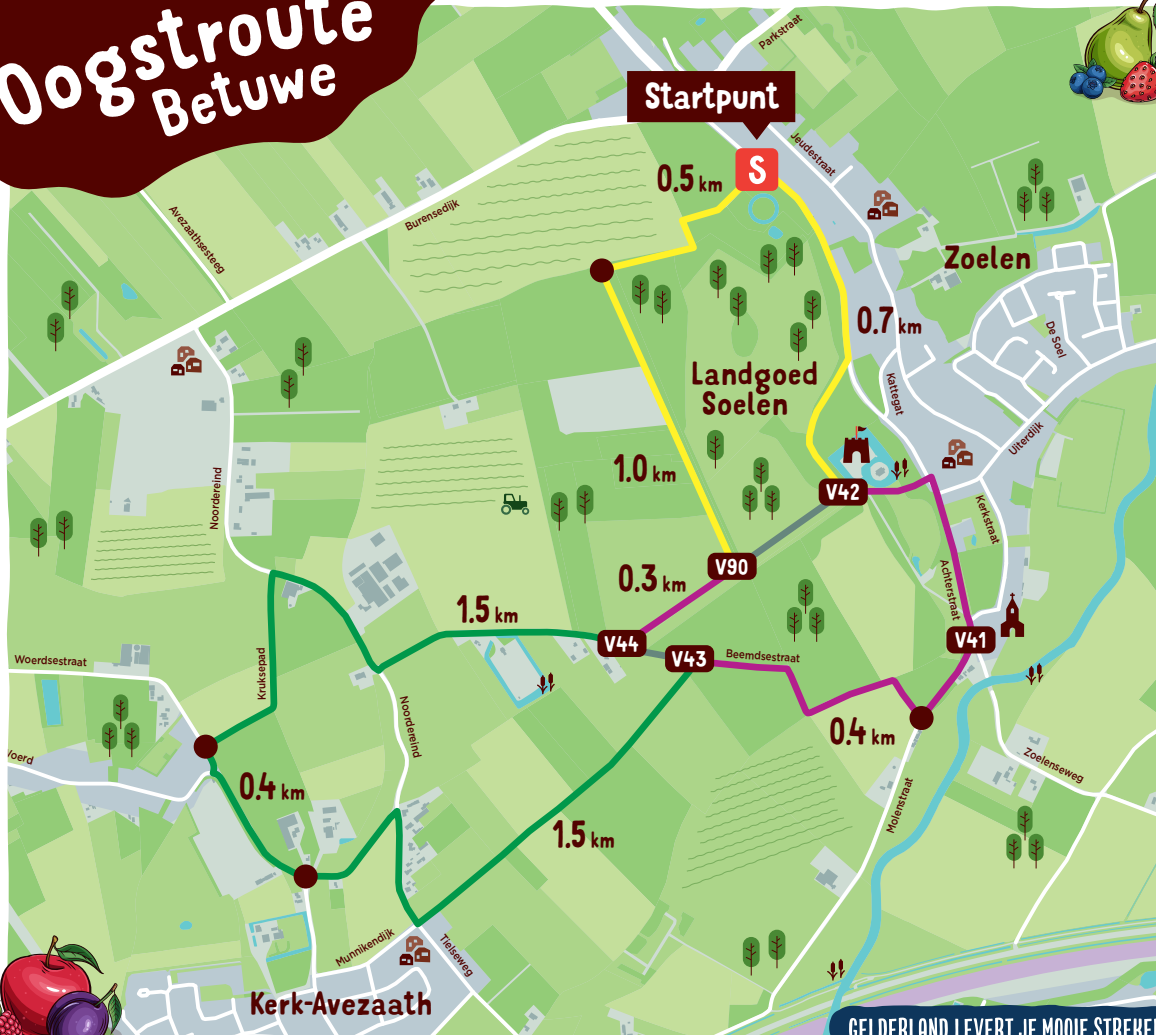 Oogstroute
Betuwe
Parkstraat
Startpunt
S
Jeudestraat
0.5 km
Avezaathsesteeg
Burensedijk
Zoelen
0.7 km
De Soel
Landgoed
Soelen
Kattegat
Uiterdijk
1.0 km
Noordereind
V42
Kerkstraat
V90
0.3 km
Achterstraat
1.5 km
V44
V43
Beemdsestraat
V41
Woerdsestraat
Kruksepad
Noordereind
0.4 km
Zoelenseweg
0.4 km
Molenstraat
1.5 km
Munnikendijk
Tielseweg
Kerk-Avezaath
GELDERLAND LEVERT JE MOOIE STREKE